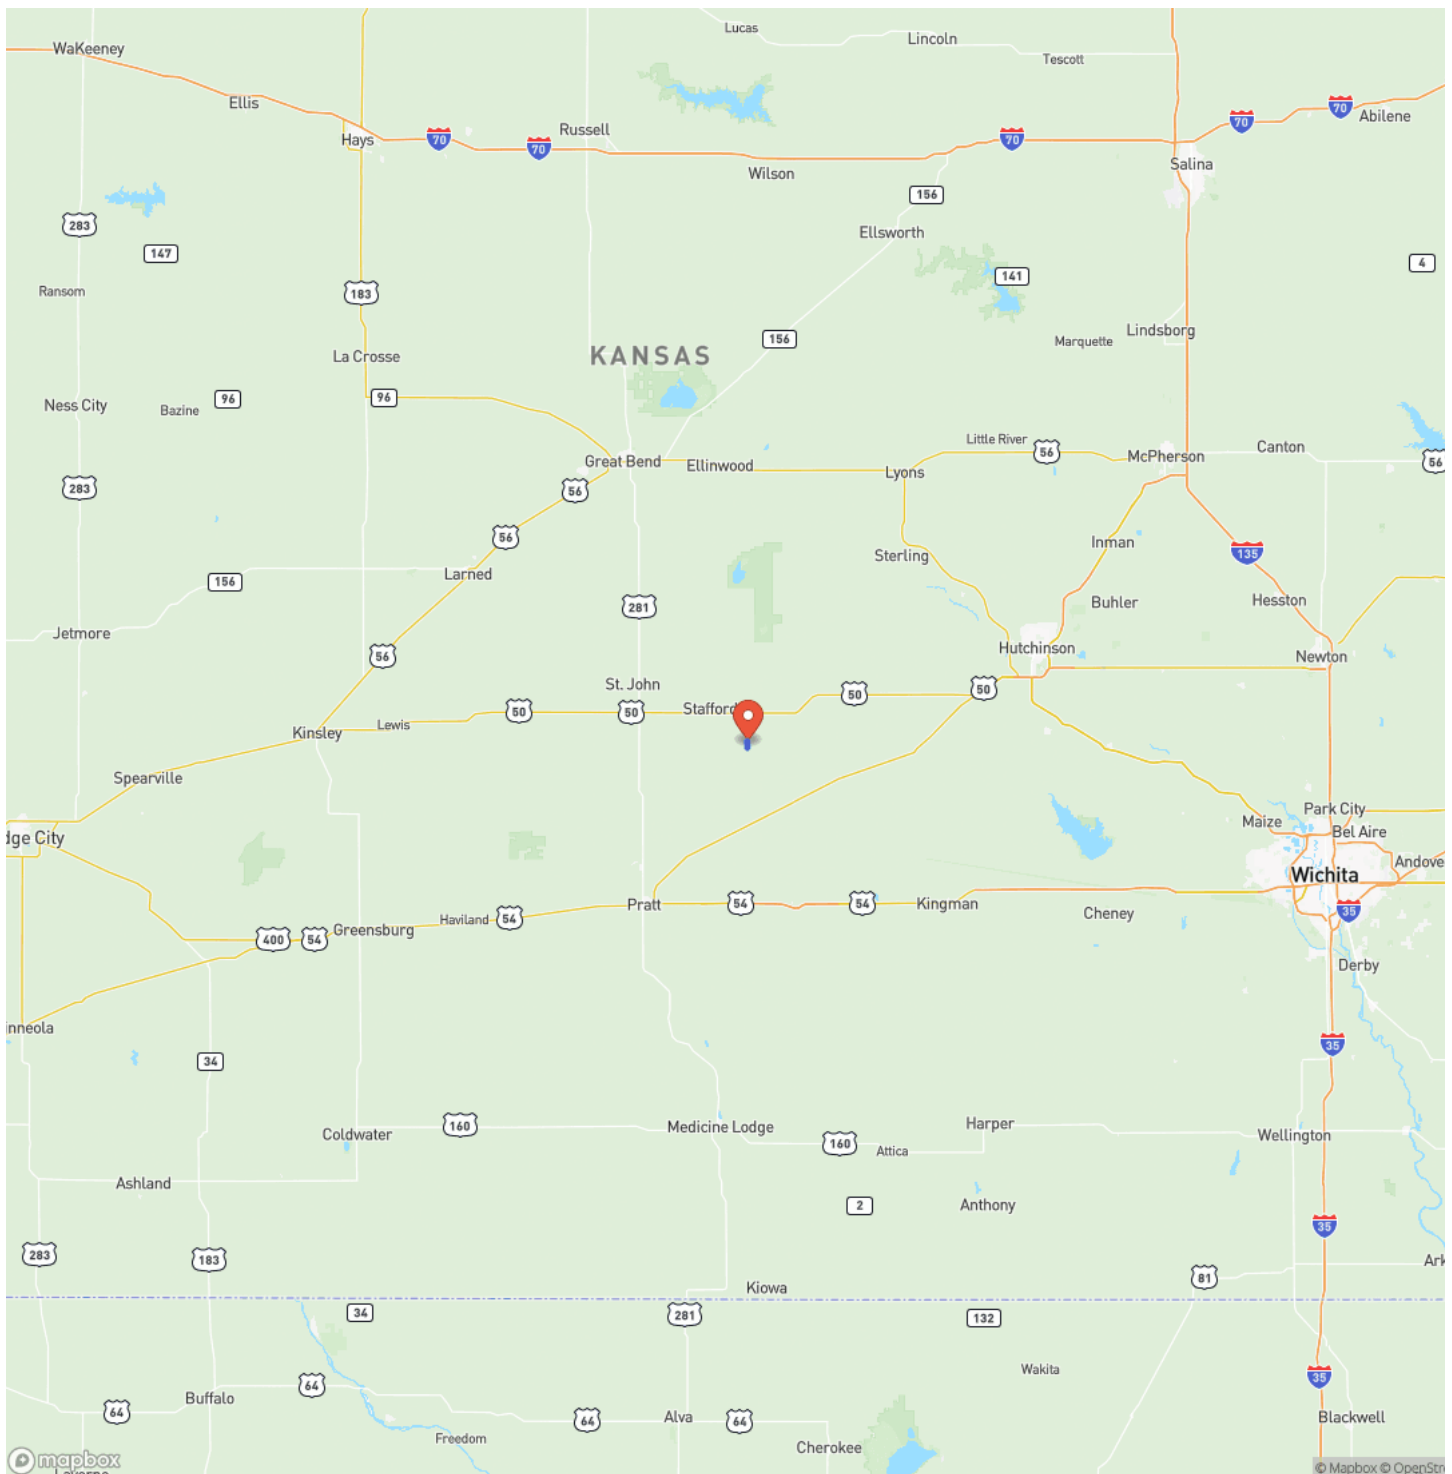 Lucas
Lincoln
WaKeeney
Tescott
Ellis
70
Abilene
70
Russell
Hays
70
70
70
Salina
Wilson
156
283
Ellsworth
147
4
141
Ransom
183
Lindsborg
156
Marquette
KANSAS
La Crosse
96
96
Ness City
Bazine
Little River
56
Canton
McPherson
Great Bend
Ellinwood
56
Lyons
283
56
56
Inman
135
Sterling
Larned
156
Hesston
Buhler
281
Jetmore
Hutchinson
56
Newton
St. John
50
50
Stafford
50
50
Lewis
Kinsley
Spearville
Park City
Maize
Bel Aire
dge City
Andove
Wichita
54
54
Kingman
Pratt
35
Cheney
Haviland
54
Greensburg
400
54
Derby
inneola
35
34
160
Medicine Lodge
Harper
Coldwater
Wellington
160
Attica
Ashland
2
Anthony
35
283
183
Ark
81
Kiowa
34
281
132
Wakita
35
64
Buffalo
64
Alva
64
64
Blackwell
Freedom
Cherokee
mapbox
© Mapbox © OpenStre
Laverne